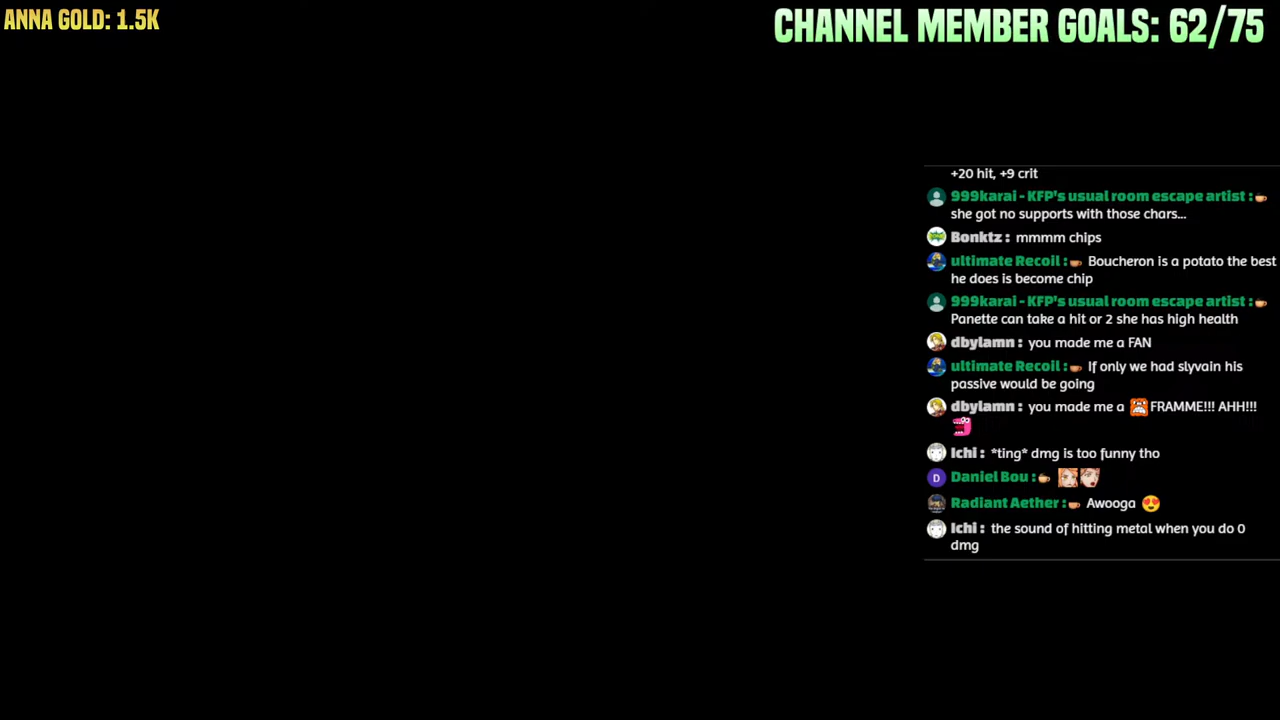 ANNA GOLD: 1.5K
CHANNEL MEMBER GOALS: 62/75
+20 hit, +9 crit
999karai - KFP's usual room escape artist :
she got no supports with those chars...
Bonktz : mmmm chips
ultimate Recoil : Boucheron is a potato the best
he does is become chip
999karai - KFP's usual room escape artist :
Panette can take a hit or 2 she has high health
dbylamn : you made me a FAN
ultimate Recoil : If only we had slyvain his
passive would be going
dbylamn : you made me a FRAMME!!! AHH!!!
Ichi : *ting* dmg is too funny tho
D Daniel Bou :
Radiant Aether : Awooga
Ichi : the sound of hitting metal when you do 0
dmg